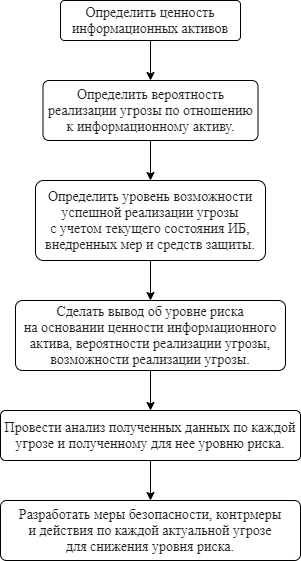 Определить ценность
информационных активов
Определить вероятность
реализации угрозы по отношению
к информационному активу.
Определить уровень возможности
успешной реализации угрозы
с учетом текущего состояния ИБ,
внедренных мер и средств защиты.
Сделать вывод об уровне риска
на основании ценности информационного
актива, вероятности реализации угрозы,
возможности реализации угрозы.
Провести анализ полученных данных по каждой
угрозе и полученному для нее уровню риска.
Разработать меры безопасности, контрмеры
и действия по каждой актуальной угрозе
для снижения уровня риска.